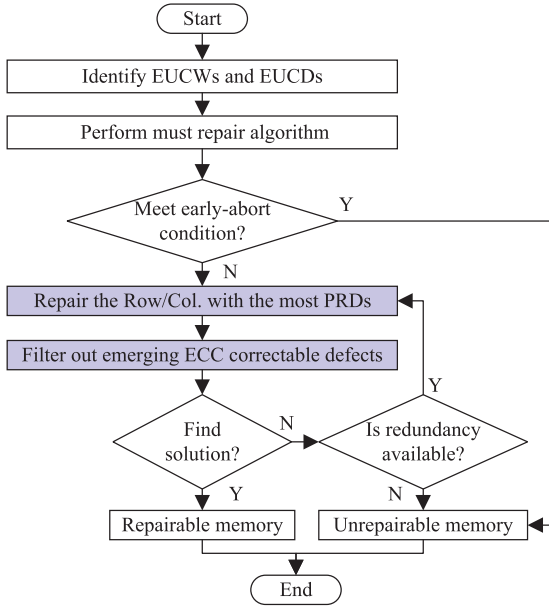 Start
Identify EUCWs and EUCDs
Perform must repair algorithm
Meet early-abort
condition?
Y
N
Repair the Row/Col. with the most PRDs
Filter out emerging ECC correctable defects
Y
Find
solution?
N
Is redundancy
available?
Y
N
Repairable memory
Unrepairable memory
End